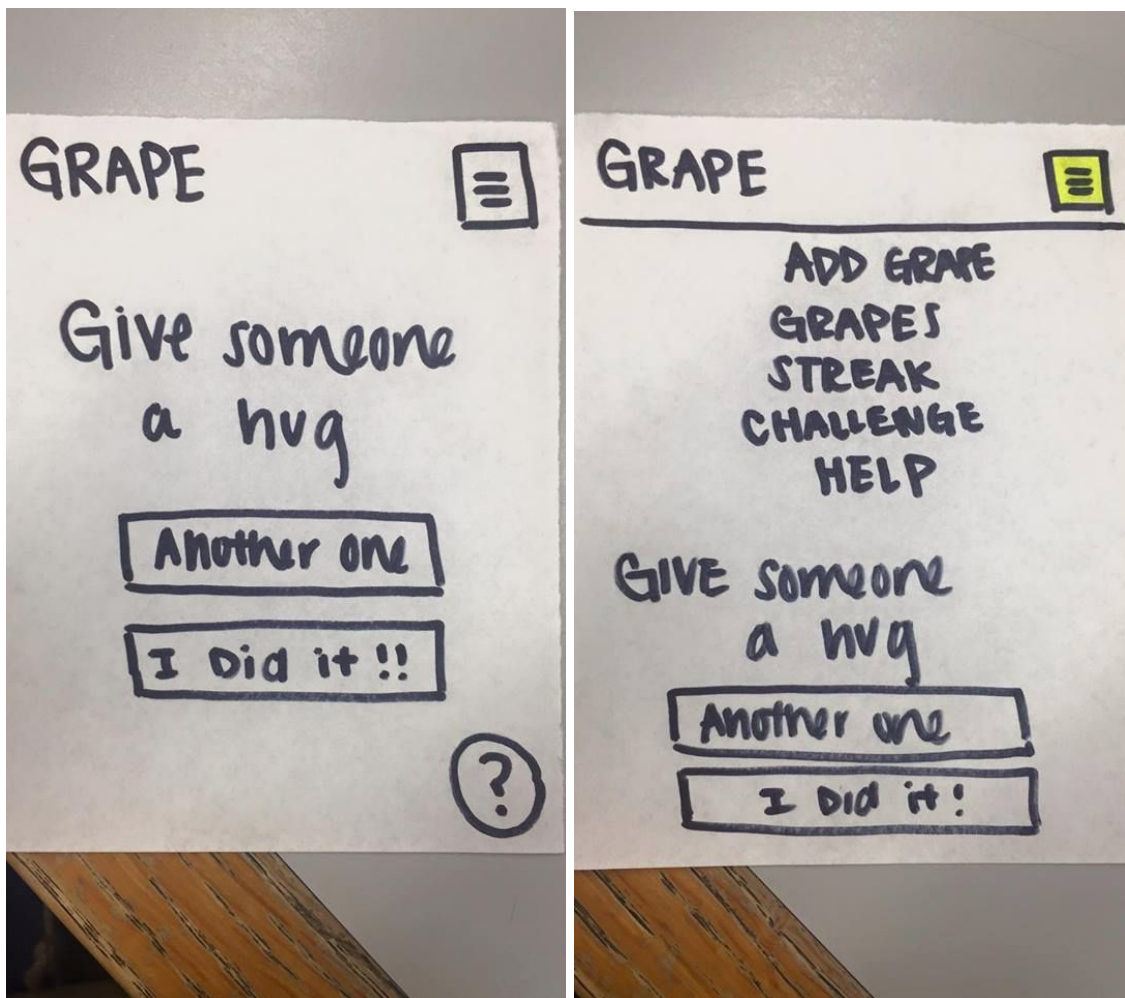 GRAPE
Give someone
a hug
Another one
I Did it!!
?
GRAPE
ADD GRAPE
GRAPES
STREAK
CHALLENGE
HELP
GIVE someone
a hug
Another one
I Did it!